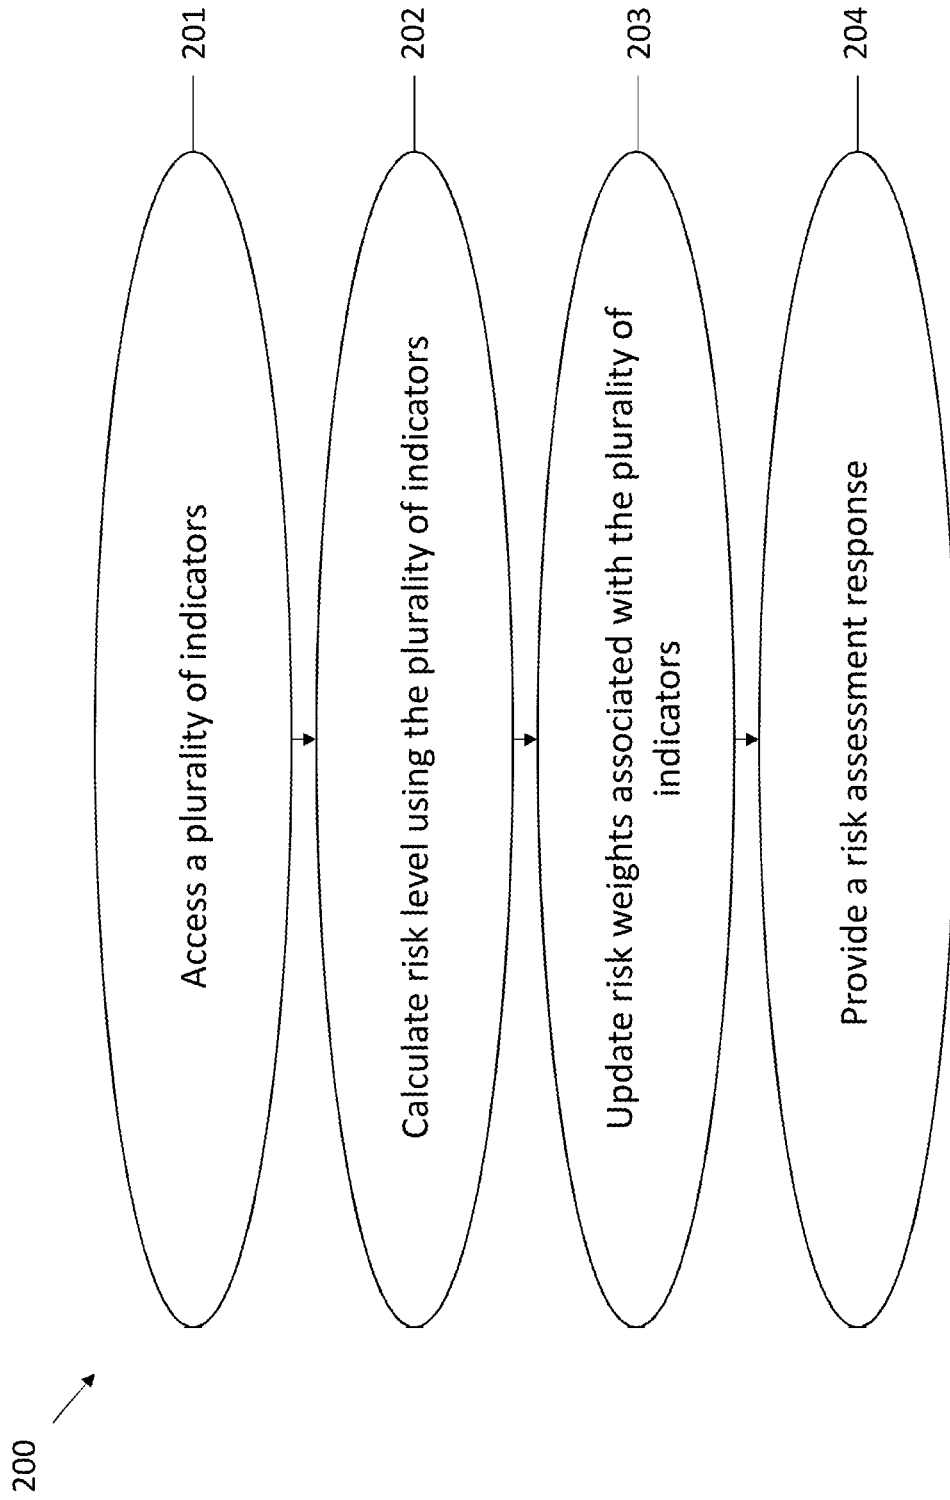 200
Access a plurality of indicators
201
Calculate risk level using the plurality of indicators
202
Update risk weights associated with the plurality of
indicators
203
Provide a risk assessment response
204